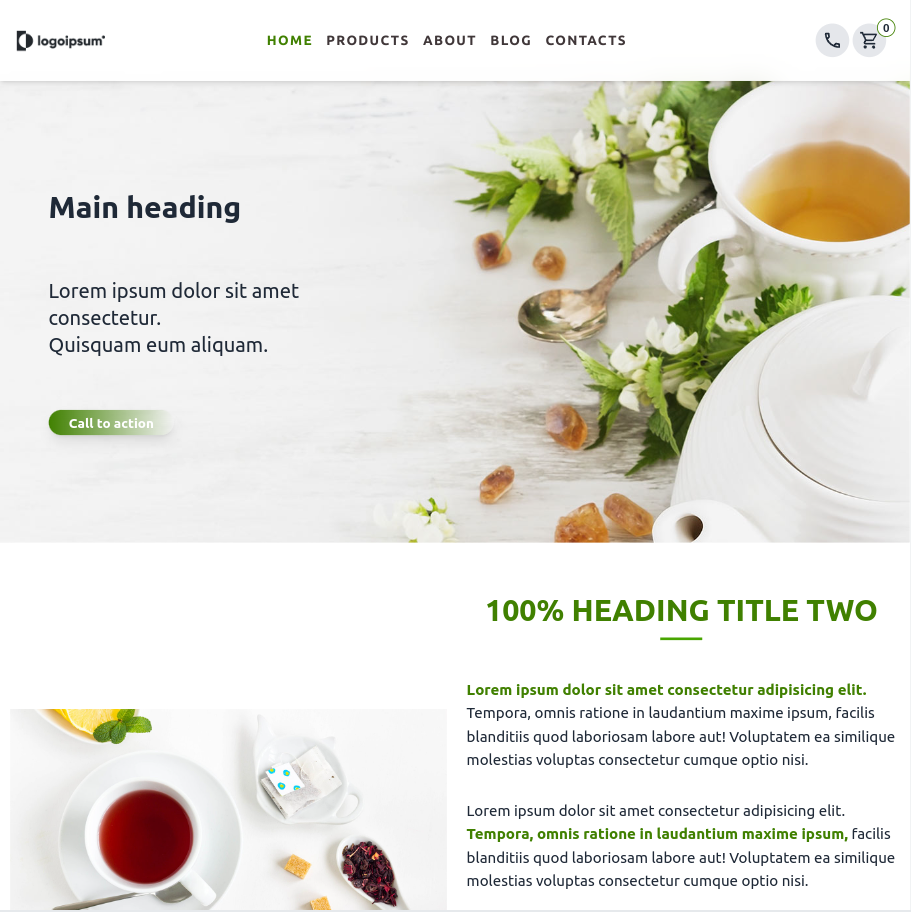 logoipsum
HOME PRODUCTS ABOUT BLOG CONTACTS
0
Main heading
Lorem ipsum dolor sit amet
consectetur.
Quisquam eum aliquam.
Call to action
100% HEADING TITLE TWO
Lorem ipsum dolor sit amet consectetur adipisicing elit.
Tempora, omnis ratione in laudantium maxime ipsum, facilis
blanditiis quod laboriosam labore aut! Voluptatem ea similique
molestias voluptas consectetur cumque optio nisi.
Lorem ipsum dolor sit amet consectetur adipisicing elit.
Tempora, omnis ratione in laudantium maxime ipsum, facilis
blanditiis quod laboriosam labore aut! Voluptatem ea similique
molestias voluptas consectetur cumque optio nisi.